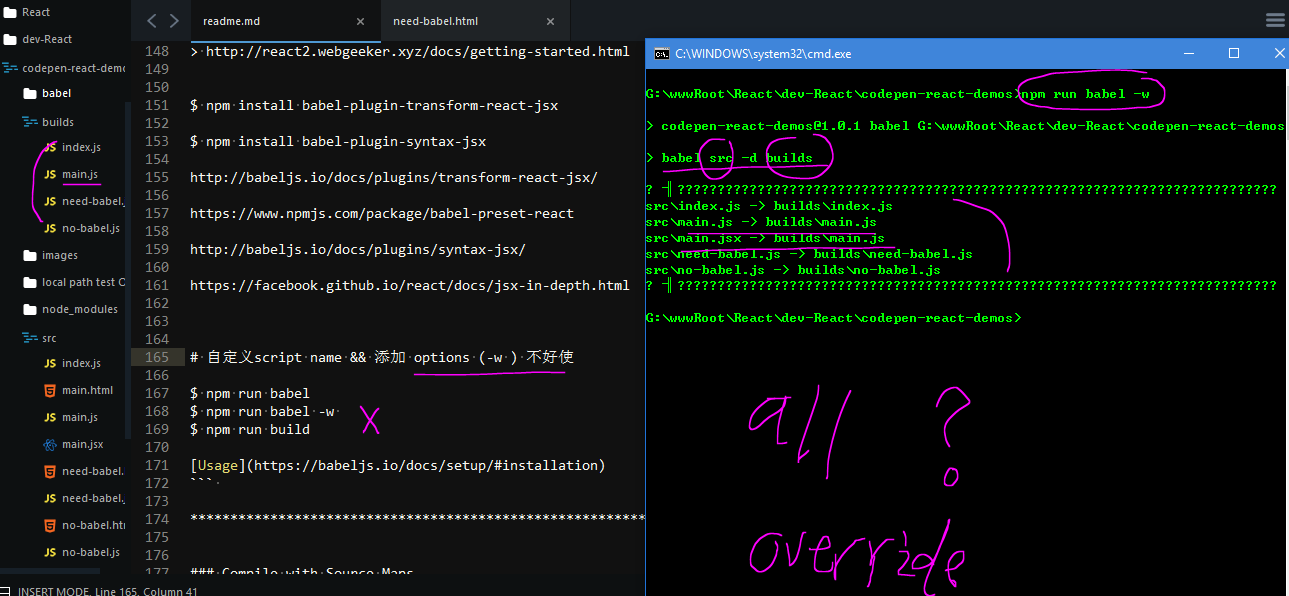 React
dev-React
codepen-react-demo
babel
builds
index.js
main.js
need-babel.
no-babel.js
images
local path test
node_modules
src
index.js
main.html
main.js
main.jsx
need-babel.
need-babel.
no-babel.htm
no-babel.js
readme.md ×
need-babel.html ×
148 > http://react2.webgeeker.xyz/docs/getting-started.html
149
150
151 $ npm install babel-plugin-transform-react-jsx
152
153 $ npm install babel-plugin-syntax-jsx
154
155 http://babeljs.io/docs/plugins/transform-react-jsx/
156
157 https://www.npmjs.com/package/babel-preset-react
158
159 http://babeljs.io/docs/plugins/syntax-jsx/
160
161 https://facebook.github.io/react/docs/jsx-in-depth.html
162
163
164
165 # 自定义script name && 添加 options (-w ) 不好使
166
167 $ npm run babel
168 $ npm run babel -w
169 $ npm run build
170
171 [Usage](https://babeljs.io/docs/setup/#installation)
172 ```
173
174 *********************************************************
175
176
177 ### Compile with Source Maps
INSERT MODE, Line 165, Column 41
C:\WINDOWS\system32\cmd.exe
G:\wwwRoot\React\dev-React\codepen-react-demos>npm run babel -w
> codepen-react-demos@1.0.1 babel G:\wwwRoot\React\dev-React\codepen-react-demos
> babel src -d builds
? ╣????????????????????????????????????????????????????????????????????????????
src\index.js -> builds\index.js
src\main.js -> builds\main.js
src\main.jsx -> builds\main.js
src\need-babel.js -> builds\need-babel.js
src\no-babel.js -> builds\no-babel.js
? ╣????????????????????????????????????????????????????????????????????????????
G:\wwwRoot\React\dev-React\codepen-react-demos>
all ?
override